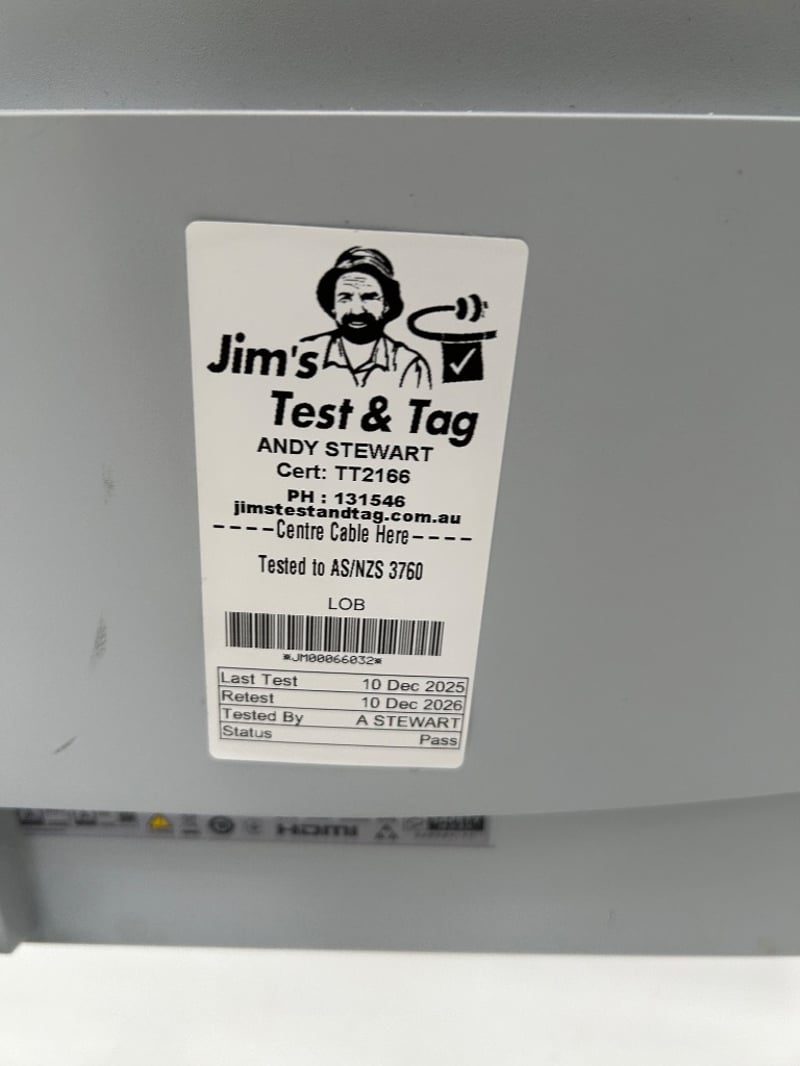 Jim's
Test & Tag
ANDY STEWART
Cert: TT2166
PH : 131546
jimstestandtag.com.au
----Centre Cable Here----
Tested to AS/NZS 3760
LOB
*JM00066032*
Last Test 10 Dec 2025
Retest 10 Dec 2026
Tested By A STEWART
Status Pass
HDMI